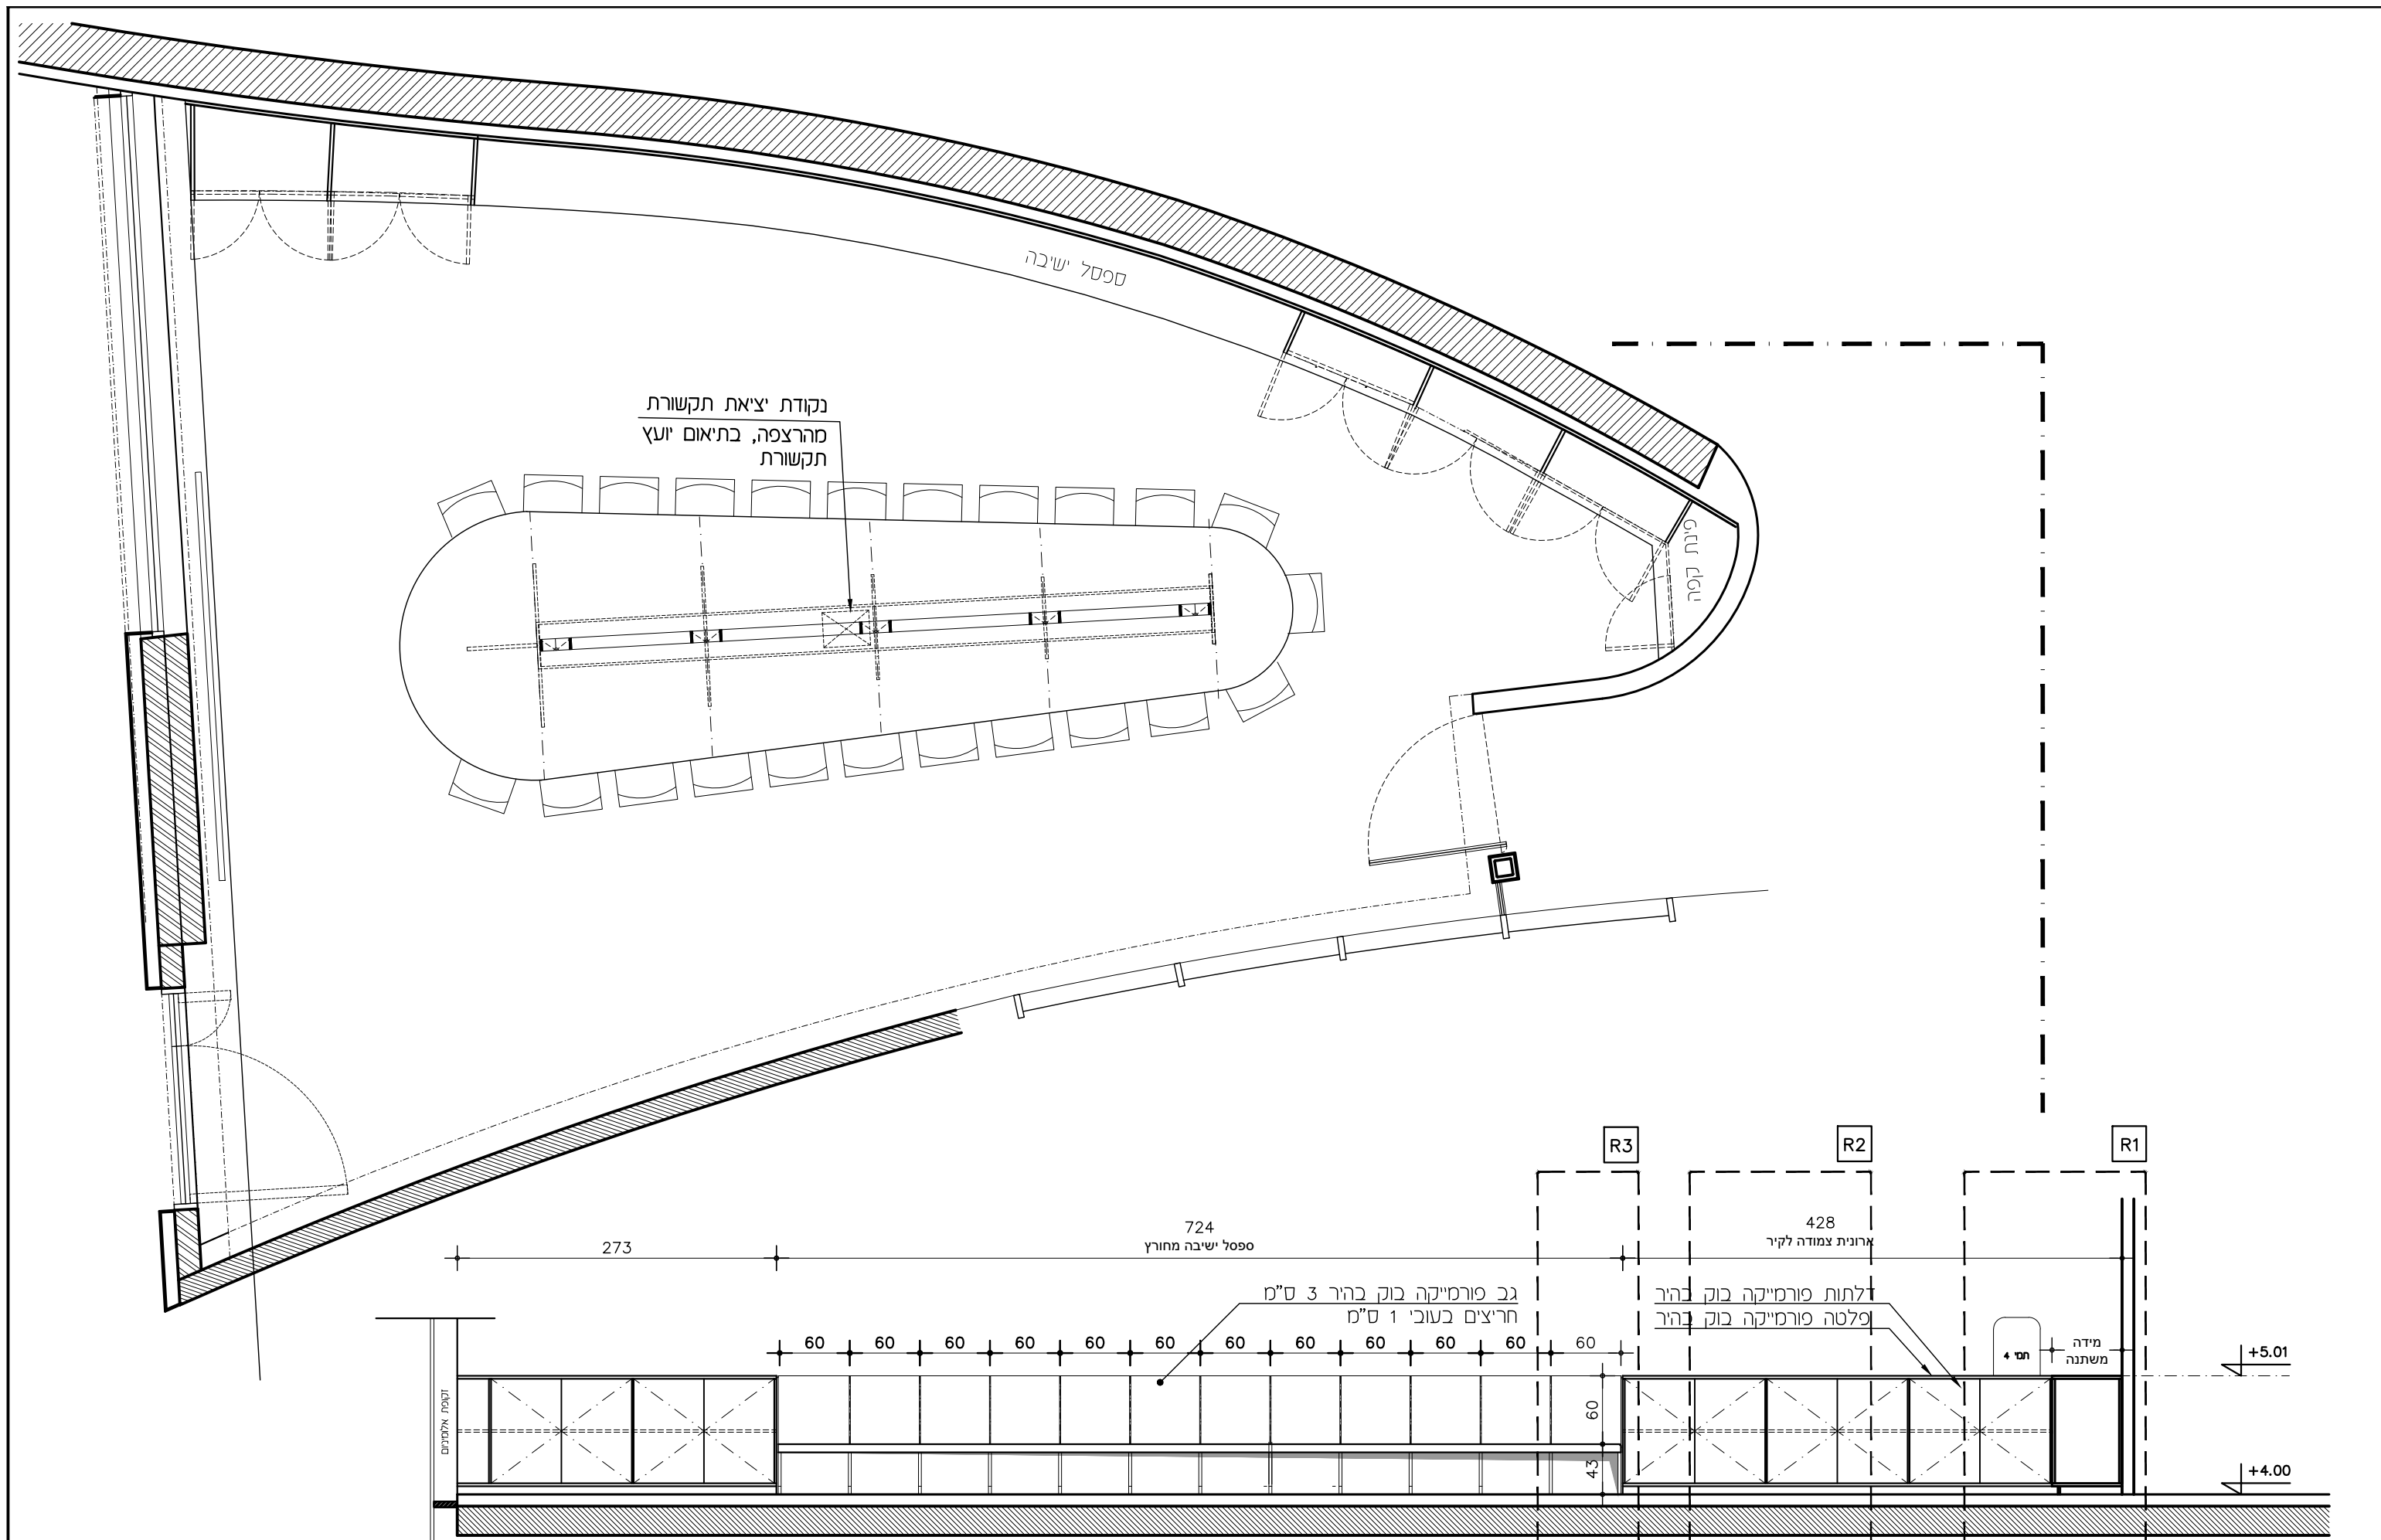 ספסל ישיבה
נקודת יציאת תקשורת
מהרצפה, בתיאום יועץ
תקשורת
פינת קפה
R3
R2
R1
273
724
ספסל ישיבה מחורץ
428
ארונית צמודה לקיר
גב פורמייקה בוק בהיר 3 ס"מ
חריצים בעובי 1 ס"מ
דלתות פורמייקה בוק בהיר
פלטה פורמייקה בוק בהיר
60 60 60 60 60 60 60 60 60 60 60 60
תמי 4
מידה
משתנה
+5.01
זקופת אלומיניום
60
43
+4.00